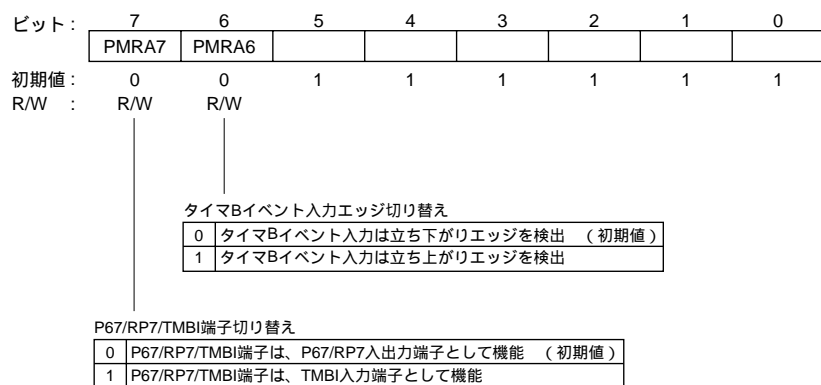 ビット : 7 6 5 4 3 2 1 0
PMRA7 PMRA6
初期値 : 0 0 1 1 1 1 1 1
R/W : R/W R/W
タイマBイベント入力エッジ切り替え
0 タイマBイベント入力は立ち下がりエッジを検出 （初期値）
1 タイマBイベント入力は立ち上がりエッジを検出
P67/RP7/TMBI端子切り替え
0 P67/RP7/TMBI端子は、P67/RP7入出力端子として機能 （初期値）
1 P67/RP7/TMBI端子は、TMBI入力端子として機能